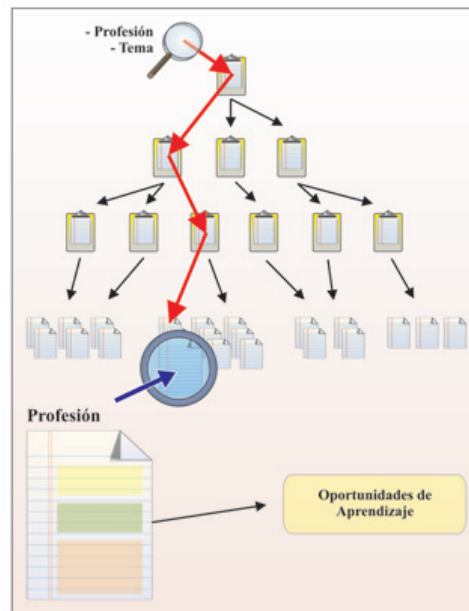 - Profesión
- Tema
Profesión
Oportunidades de
Aprendizaje